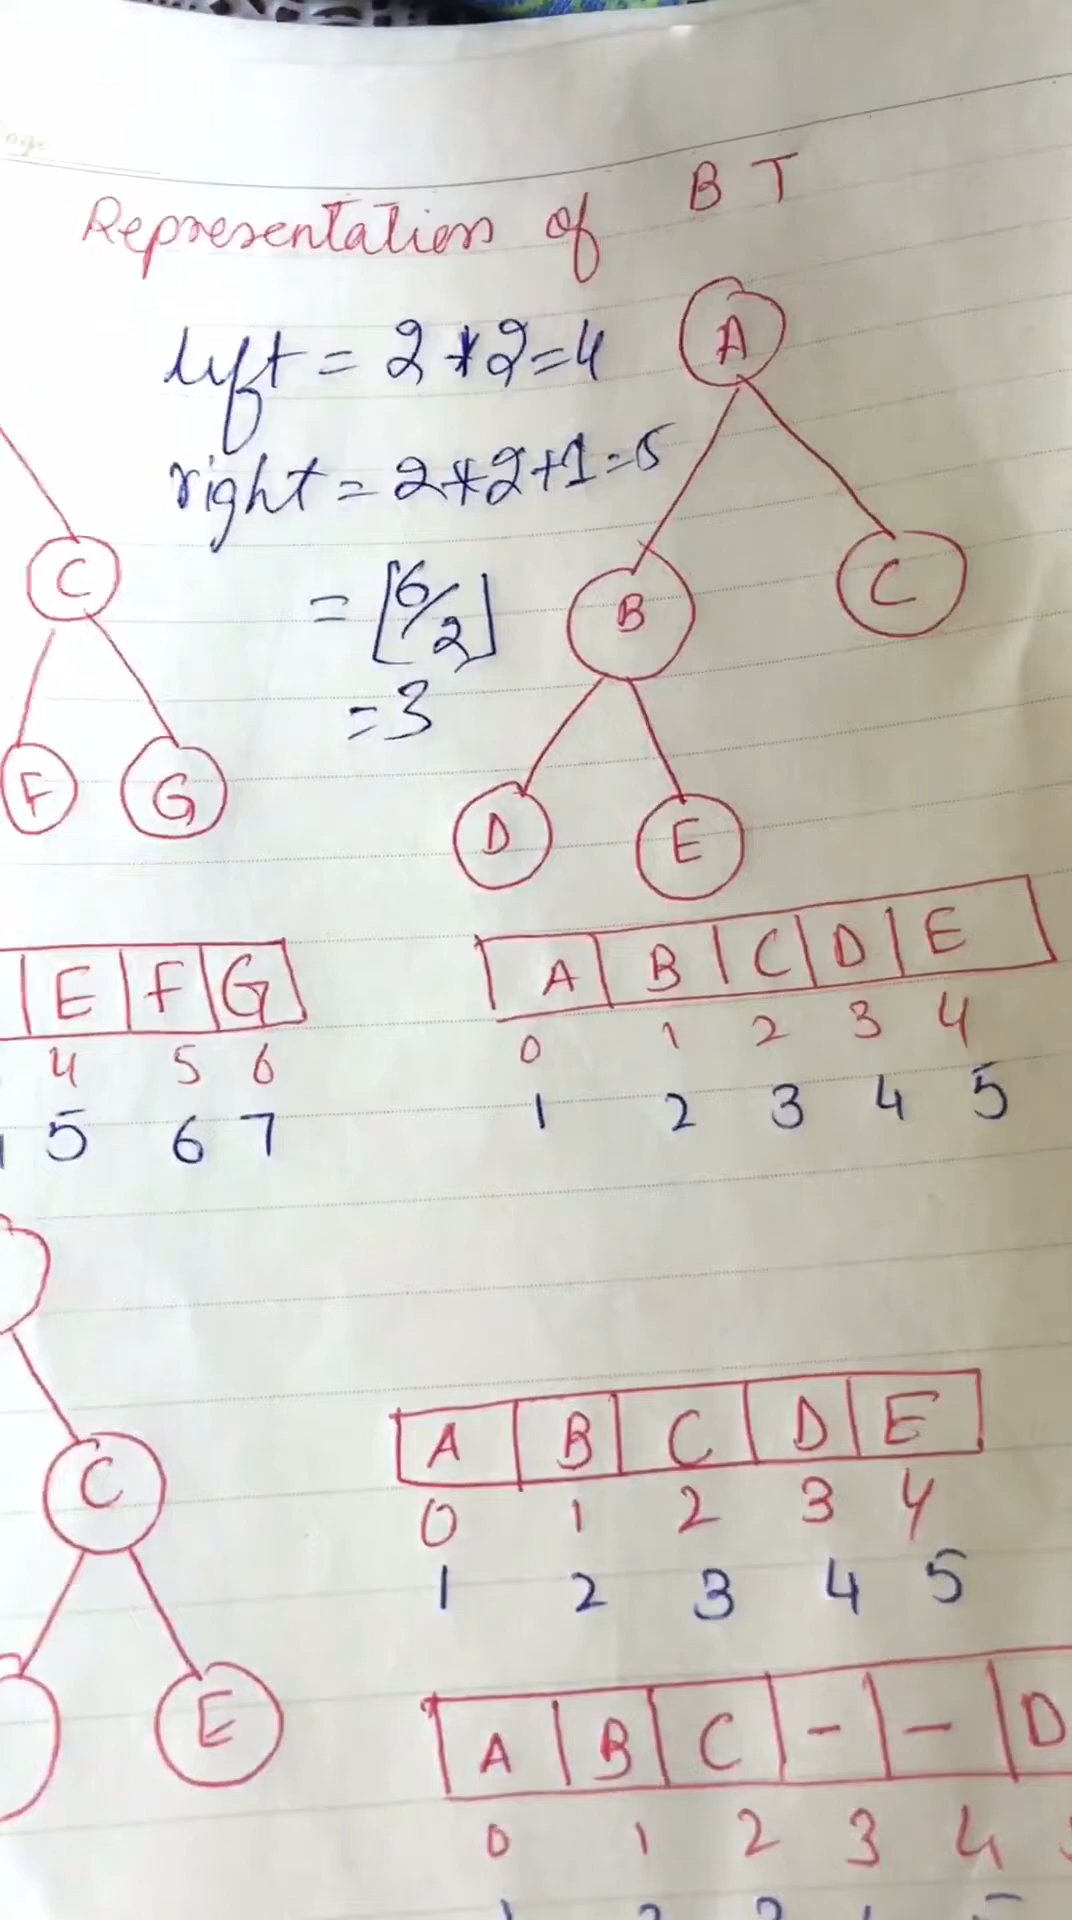 Representation of BT
left = 2*2=4
A
right = 2*2+1=5
C
= ⌊6/2⌋
B
C
= 3
F
G
D
E
E F G
A B C D E
4 5 6
0 1 2 3 4
5 6 7
1 2 3 4 5
A B C D E
C
0 1 2 3 4
1 2 3 4 5
E
A B C - - D
0 1 2 3 4